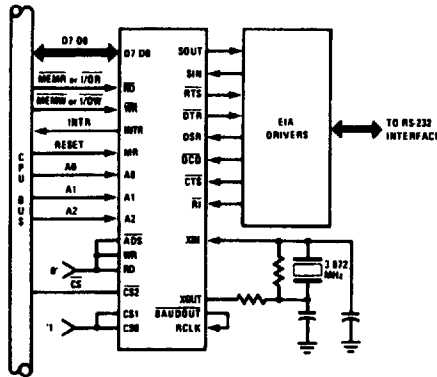 D7 D0
D7 D0
MEMR or I/OR
RD
MEMW or I/OW
WR
INTR
INTR
RESET
MR
A0
A0
A1
A1
A2
A2
ADS
WR
RD
CS
CS2
CS1
CS0
CPU BUS
SOUT
SIN
RTS
DTR
DSR
DCD
CTS
RI
XIN
XOUT
BAUDOUT
RCLK
EIA
DRIVERS
TO RS-232
INTERFACE
3.072
MHz